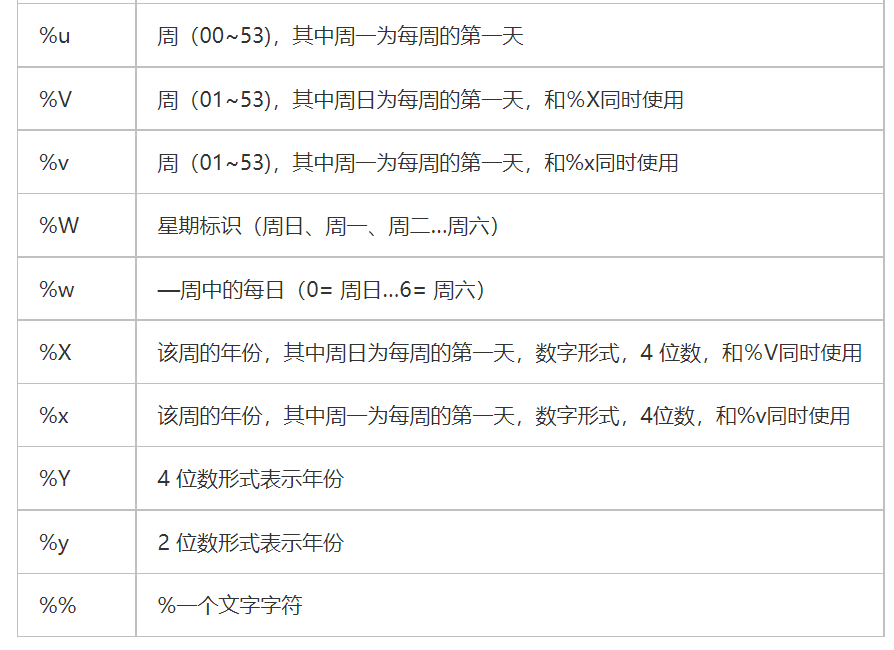 %u 周（00~53)，其中周一为每周的第一天
%V 周（01~53)，其中周日为每周的第一天，和%X同时使用
%v 周（01~53)，其中周一为每周的第一天，和%x同时使用
%W 星期标识（周日、周一、周二…周六）
%w —周中的每日（0= 周日…6= 周六）
%X 该周的年份，其中周日为每周的第一天，数字形式，4 位数，和%V同时使用
%x 该周的年份，其中周一为每周的第一天，数字形式，4位数，和%v同时使用
%Y 4 位数形式表示年份
%y 2 位数形式表示年份
%% %一个文字字符